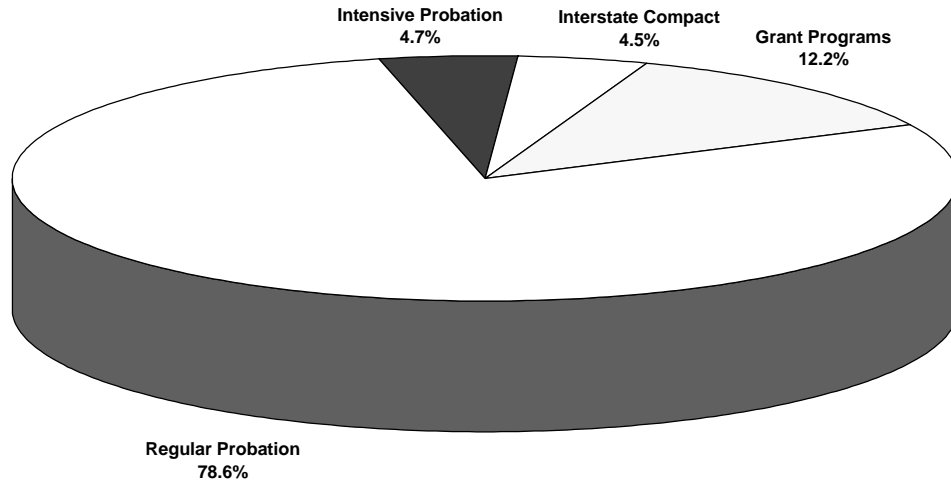 Intensive Probation
4.7%
Interstate Compact
4.5%
Grant Programs
12.2%
Regular Probation
78.6%